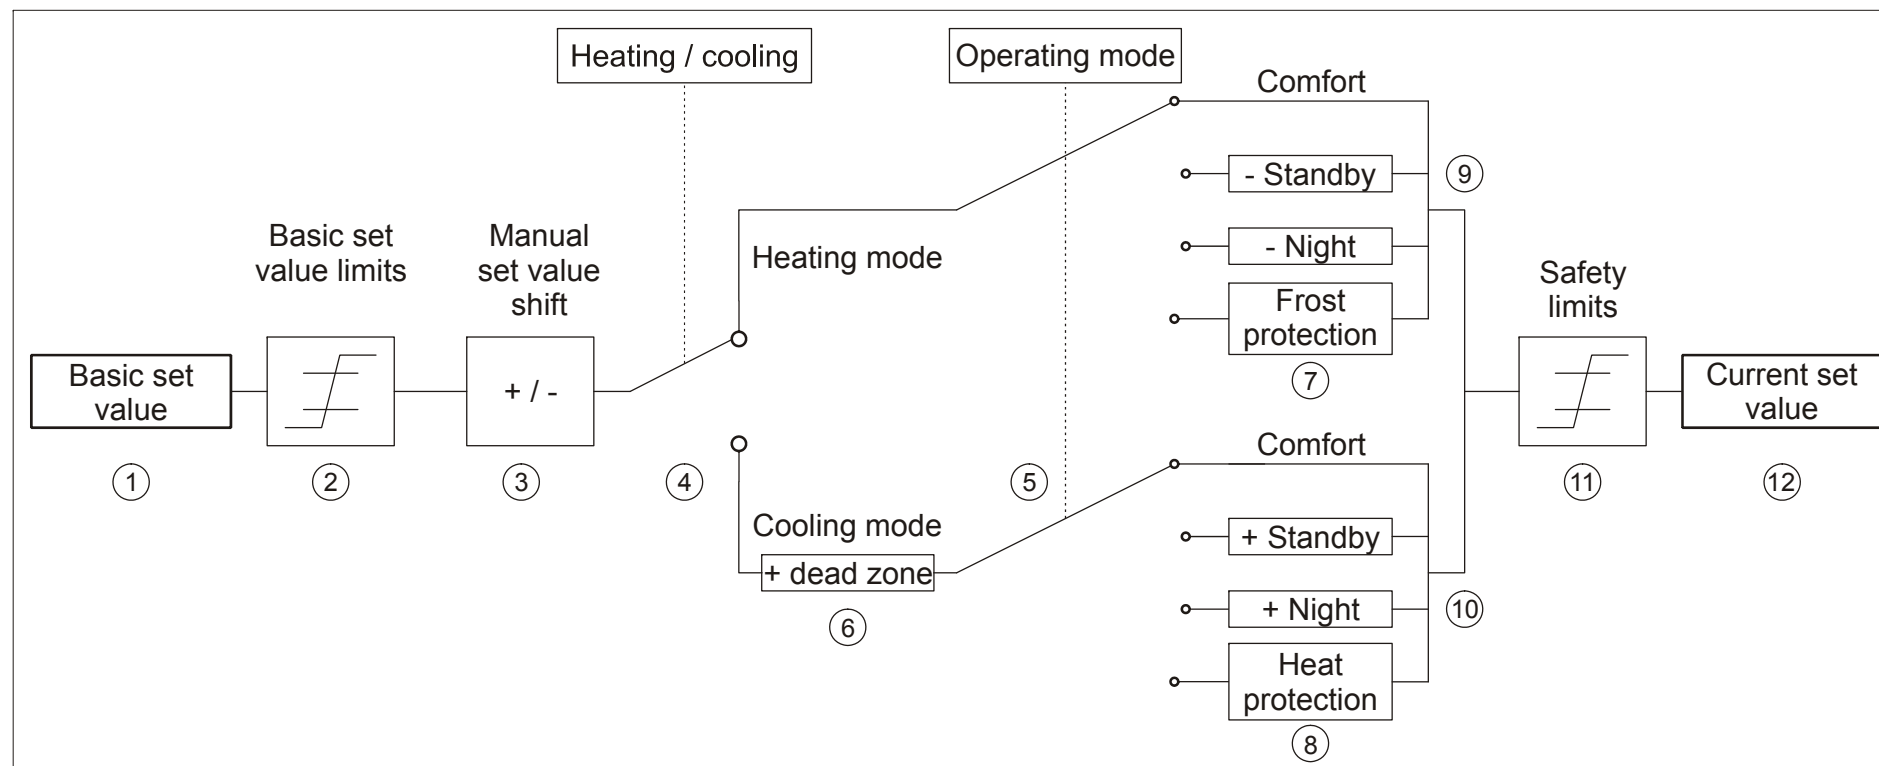 Heating / cooling
Operating mode
Comfort
- Standby
9
- Night
Basic set
value limits
Manual
set value
shift
Heating mode
Frost
protection
7
Safety
limits
Basic set
value
+ / -
Current set
value
1
2
3
4
5
Comfort
11
12
Cooling mode
+ dead zone
6
+ Standby
+ Night
10
Heat
protection
8